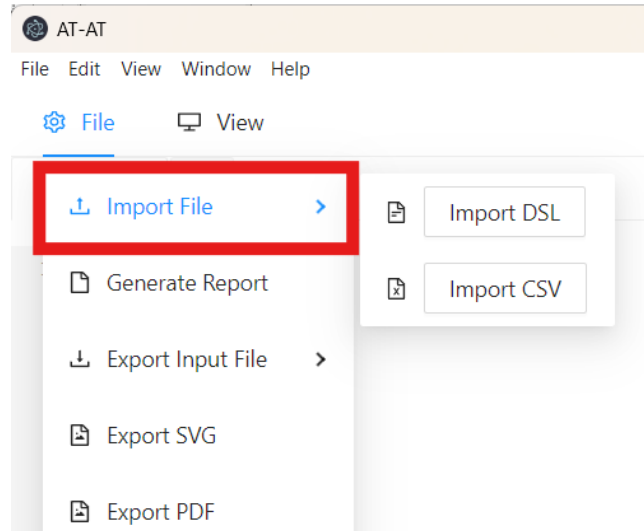 AT-AT
File Edit View Window Help
File View
Import File
Import DSL
Import CSV
Generate Report
Export Input File
Export SVG
Export PDF